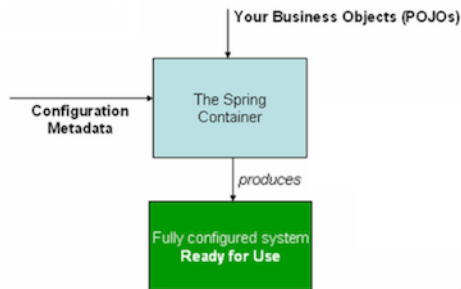 Your Business Objects (POJOs)
The Spring
Container
Configuration
Metadata
produces
Fully configured system
Ready for Use